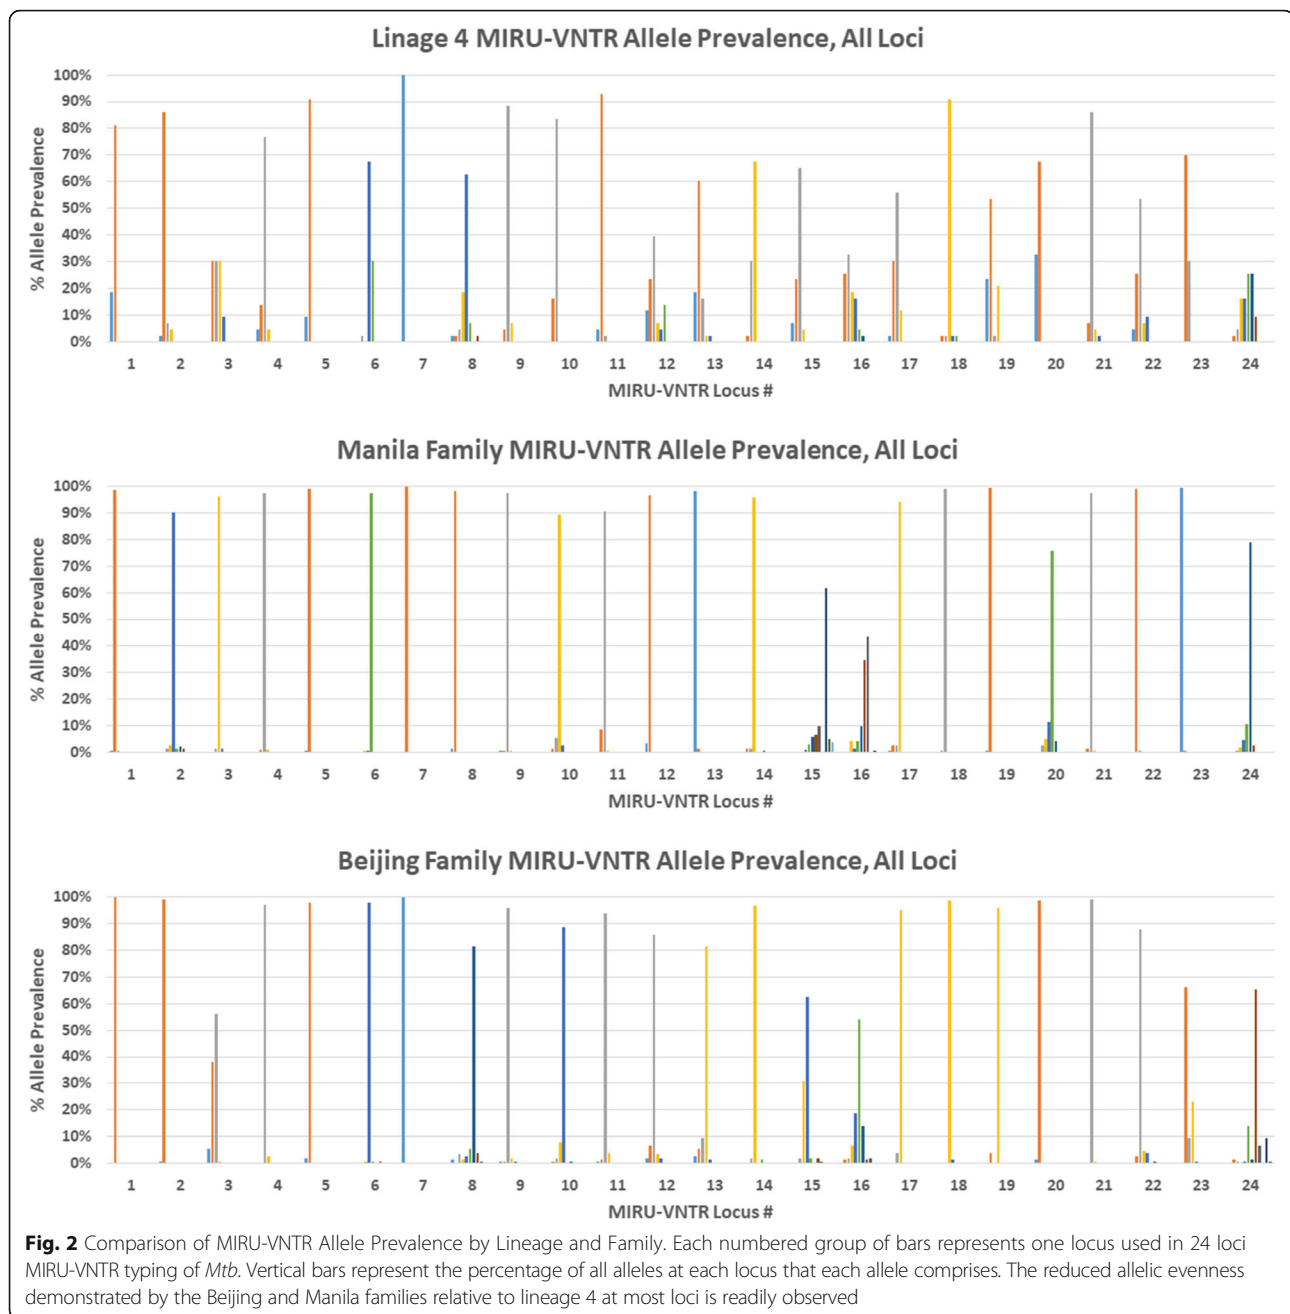 Linage 4 MIRU-VNTR Allele Prevalence, All Loci
% Allele Prevalence
100%
90%
80%
70%
60%
50%
40%
30%
20%
10%
0%
1 2 3 4 5 6 7 8 9 10 11 12 13 14 15 16 17 18 19 20 21 22 23 24
MIRU-VNTR Locus #
Manila Family MIRU-VNTR Allele Prevalence, All Loci
% Allele Prevalence
100%
90%
80%
70%
60%
50%
40%
30%
20%
10%
0%
1 2 3 4 5 6 7 8 9 10 11 12 13 14 15 16 17 18 19 20 21 22 23 24
MIRU-VNTR Locus #
Beijing Family MIRU-VNTR Allele Prevalence, All Loci
% Allele Prevalence
100%
90%
80%
70%
60%
50%
40%
30%
20%
10%
0%
1 2 3 4 5 6 7 8 9 10 11 12 13 14 15 16 17 18 19 20 21 22 23 24
MIRU-VNTR Locus #
Fig. 2 Comparison of MIRU-VNTR Allele Prevalence by Lineage and Family. Each numbered group of bars represents one locus used in 24 loci
MIRU-VNTR typing of Mtb. Vertical bars represent the percentage of all alleles at each locus that each allele comprises. The reduced allelic evenness
demonstrated by the Beijing and Manila families relative to lineage 4 at most loci is readily observed